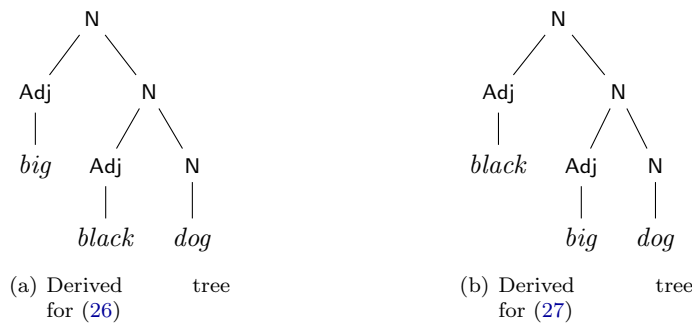 N N
Adj N Adj N
big Adj N black Adj N
black dog big dog
(a) Derived tree (b) Derived tree
for (26) for (27)